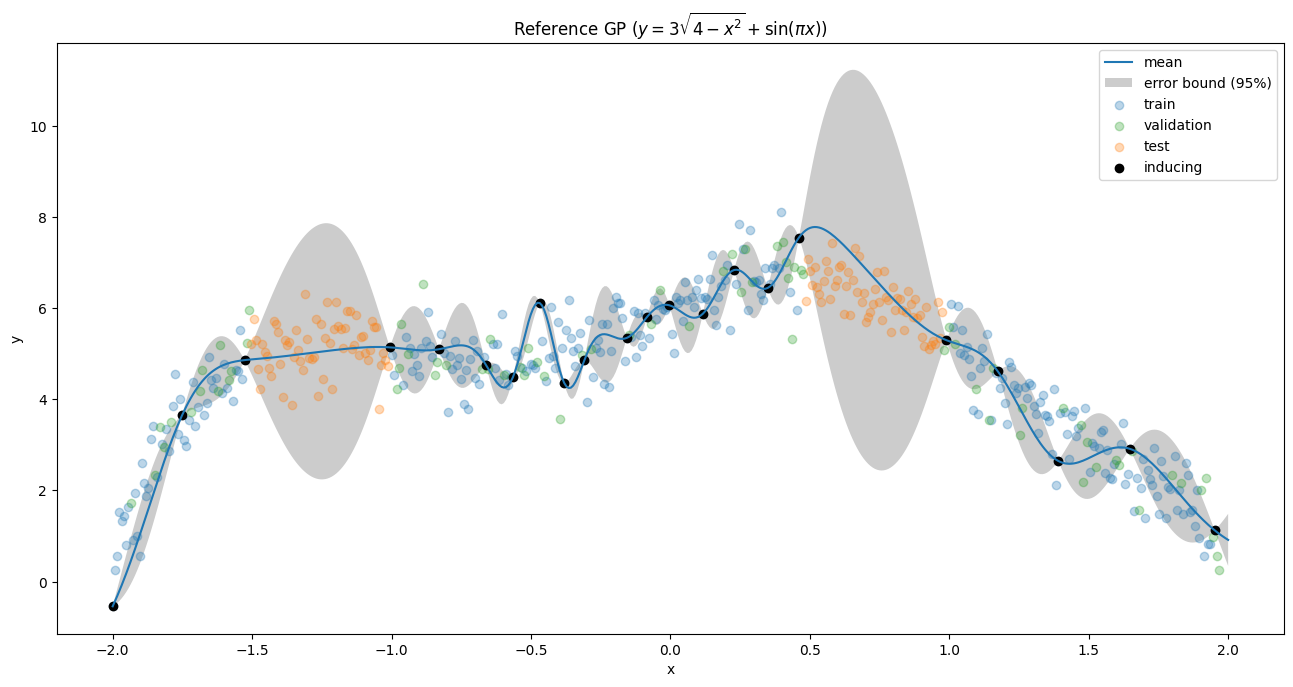 Reference GP (y = 3√4 − x² + sin(πx))
mean
error bound (95%)
train
validation
test
inducing
y
10
8
6
4
2
0
−2.0 −1.5 −1.0 −0.5 0.0 0.5 1.0 1.5 2.0
x